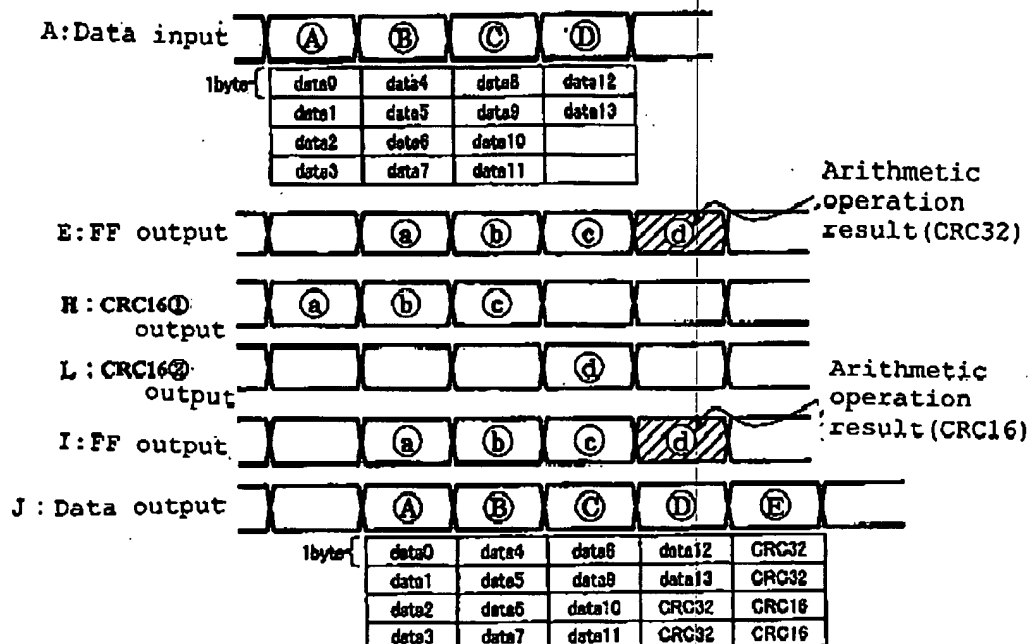 A:Data input Ⓐ Ⓑ Ⓒ Ⓓ
1byte data0 data4 data8 data12
data1 data5 data9 data13
data2 data6 data10
data3 data7 data11
Arithmetic
operation
result(CRC32)
E:FF output ⓐ ⓑ ⓒ ⓓ
H:CRC16① ⓐ ⓑ ⓒ
output
L:CRC16② ⓓ
output
Arithmetic
operation
result(CRC16)
I:FF output ⓐ ⓑ ⓒ ⓓ
J:Data output Ⓐ Ⓑ Ⓒ Ⓓ Ⓔ
1byte data0 data4 data8 data12 CRC32
data1 data5 data9 data13 CRC32
data2 data6 data10 CRC32 CRC16
data3 data7 data11 CRC32 CRC16